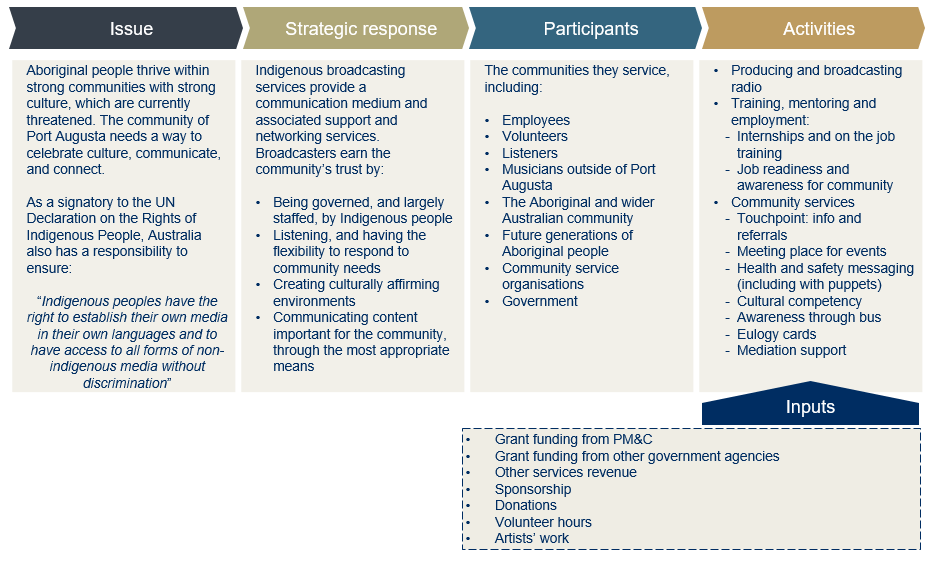 Issue
Aboriginal people thrive within
strong communities with strong
culture, which are currently
threatened. The community of
Port Augusta needs a way to
celebrate culture, communicate,
and connect.
As a signatory to the UN
Declaration on the Rights of
Indigenous People, Australia
also has a responsibility to
ensure:
“Indigenous peoples have the
right to establish their own media
in their own languages and to
have access to all forms of non-
indigenous media without
discrimination”
Strategic response
Indigenous broadcasting
services provide a
communication medium and
associated support and
networking services.
Broadcasters earn the
community’s trust by:
• Being governed, and largely
staffed, by Indigenous people
• Listening, and having the
flexibility to respond to
community needs
• Creating culturally affirming
environments
• Communicating content
important for the community,
through the most appropriate
means
Participants
The communities they service,
including:
• Employees
• Volunteers
• Listeners
• Musicians outside of Port
Augusta
• The Aboriginal and wider
Australian community
• Future generations of
Aboriginal people
• Community service
organisations
• Government
Activities
• Producing and broadcasting
radio
• Training, mentoring and
employment:
- Internships and on the job
training
- Job readiness and
awareness for community
• Community services
- Touchpoint: info and
referrals
- Meeting place for events
- Health and safety messaging
(including with puppets)
- Cultural competency
- Awareness through bus
- Eulogy cards
- Mediation support
Inputs
• Grant funding from PM&C
• Grant funding from other government agencies
• Other services revenue
• Sponsorship
• Donations
• Volunteer hours
• Artists’ work